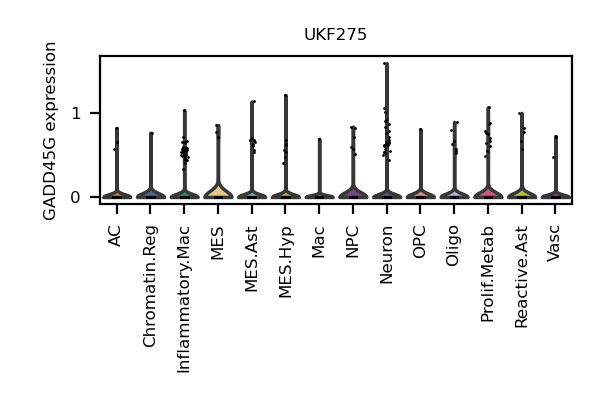 UKF275
GADD45G expression
1
0
AC
Chromatin.Reg
Inflammatory.Mac
MES
MES.Ast
MES.Hyp
Mac
NPC
Neuron
OPC
Oligo
Prolif.Metab
Reactive.Ast
Vasc